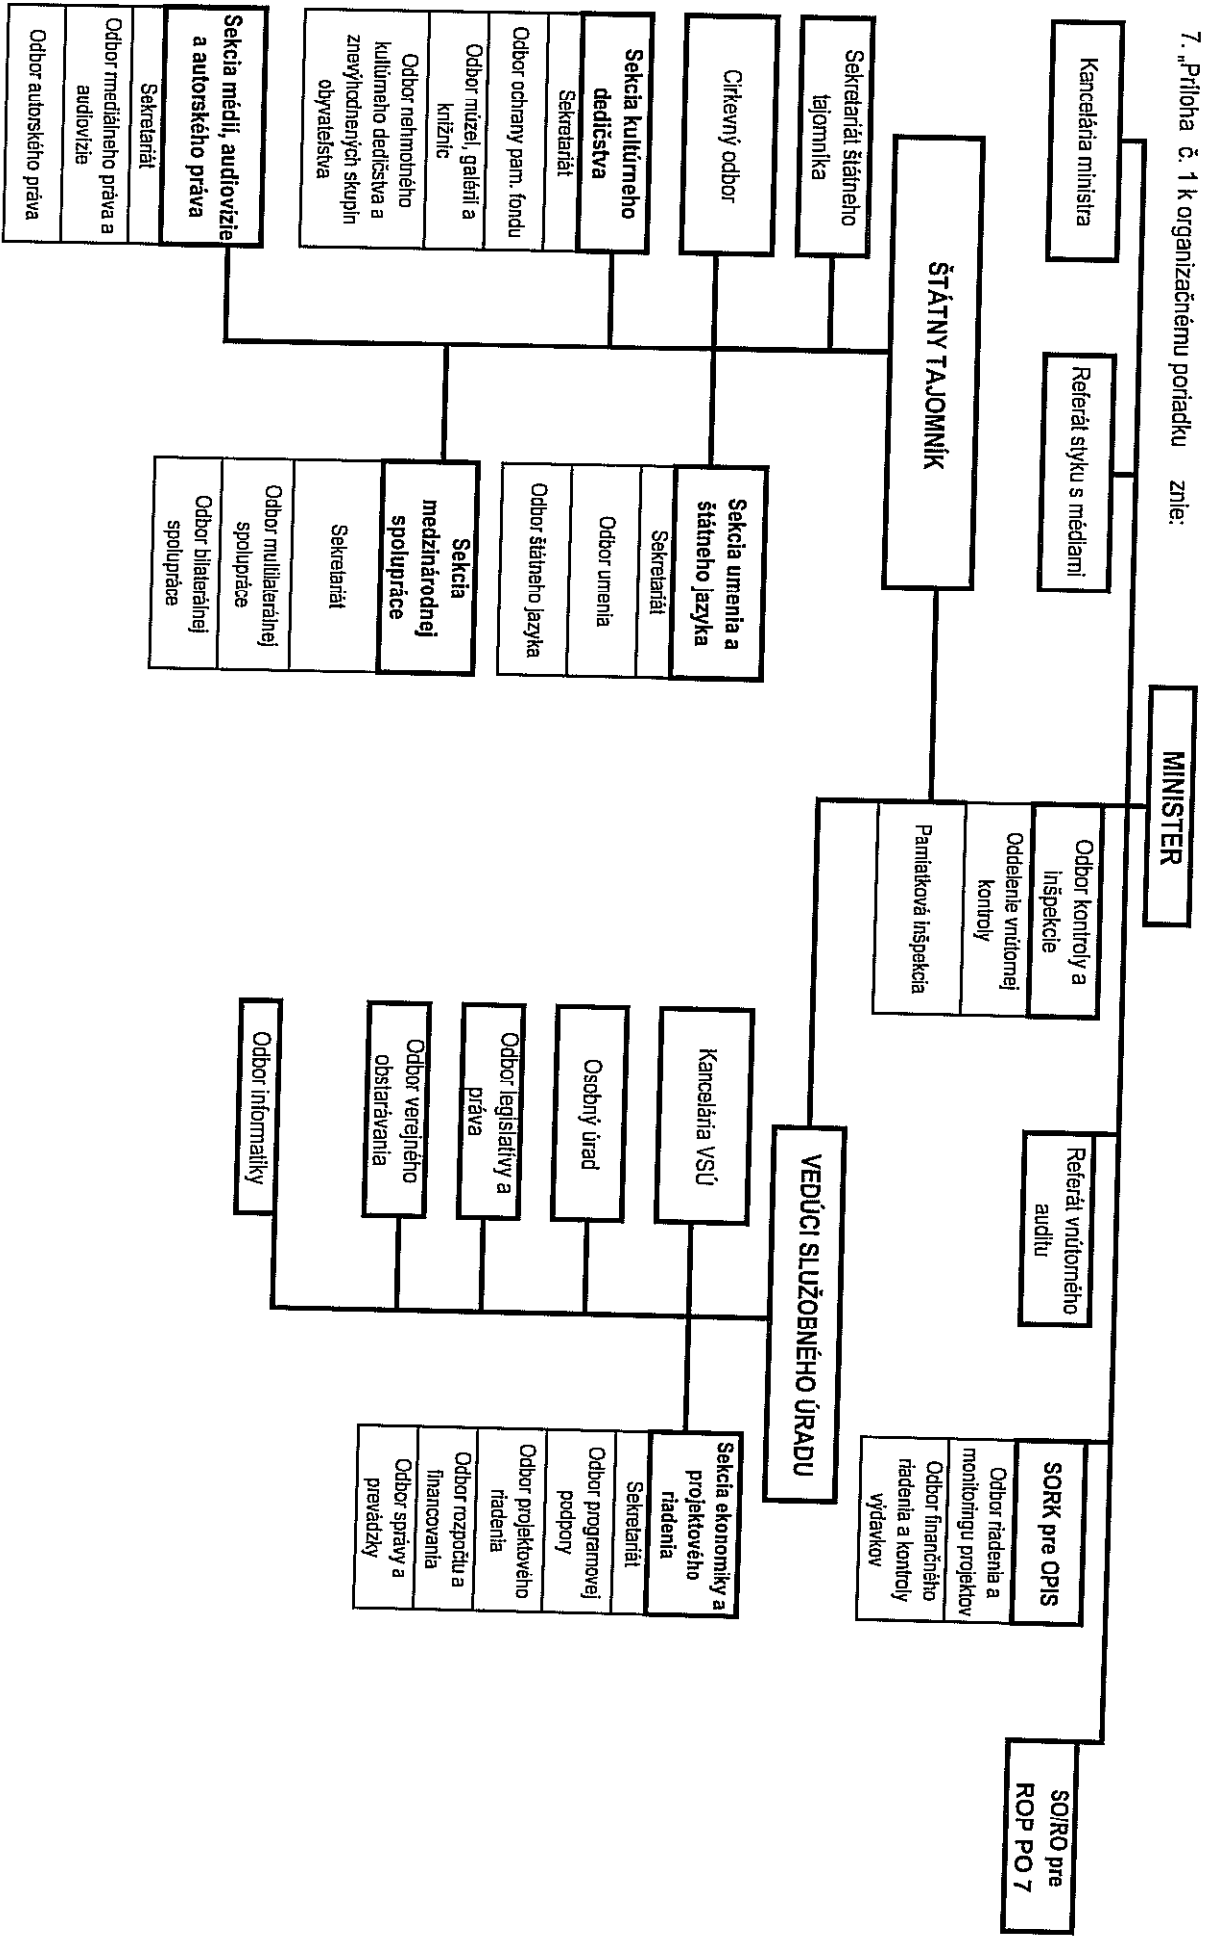 7. „Príloha č. 1 k organizačnému poriadku znie:
MINISTER
Kancelária ministra
Referát styku s médiami
Odbor kontroly a
inšpekcie
Oddelenie vnútornej
kontroly
Pamiatková inšpekcia
Referát vnútorného
auditu
SORK pre OPIS
Odbor riadenia a
monitoringu projektov
Odbor finančného
riadenia a kontroly
výdavkov
SO/RO pre
ROP PO 7
ŠTÁTNY TAJOMNÍK
Sekretariát štátneho
tajomníka
Cirkevný odbor
Sekcia kultúrneho
dedičstva
Sekretariát
Odbor ochrany pam. fondu
Odbor múzeí, galérií a
knižníc
Odbor nehmotného
kultúrneho dedičstva a
znevýhodnených skupín
obyvateľstva
Sekcia médií, audiovízie
a autorského práva
Sekretariát
Odbor mediálneho práva a
audiovízie
Odbor autorského práva
Sekcia umenia a
štátneho jazyka
Sekretariát
Odbor umenia
Odbor štátneho jazyka
Sekcia
medzinárodnej
spolupráce
Sekretariát
Odbor multilaterálnej
spolupráce
Odbor bilaterálnej
spolupráce
VEDÚCI SLUŽOBNÉHO ÚRADU
Kancelária VSÚ
Osobný úrad
Odbor legislatívy a
práva
Odbor verejného
obstarávania
Odbor informatiky
Sekcia ekonomiky a
projektového
riadenia
Sekretariát
Odbor programovej
podpory
Odbor projektového
riadenia
Odbor rozpočtu a
financovania
Odbor správy a
prevádzky